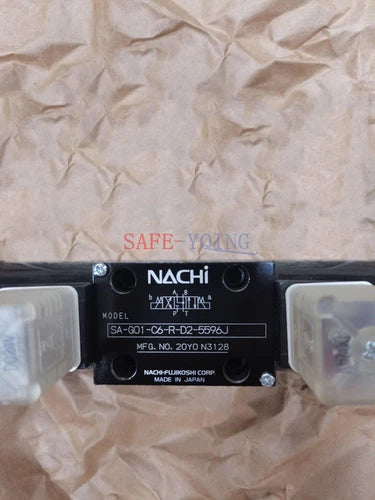 SAFE-YOING
NACHi
A B
b a
P T
MODEL
SA-G01-C6-R-D2-5596J
MFG. NO. 20Y0 N3128
NACHI-FUJIKOSHI CORP.
MADE IN JAPAN